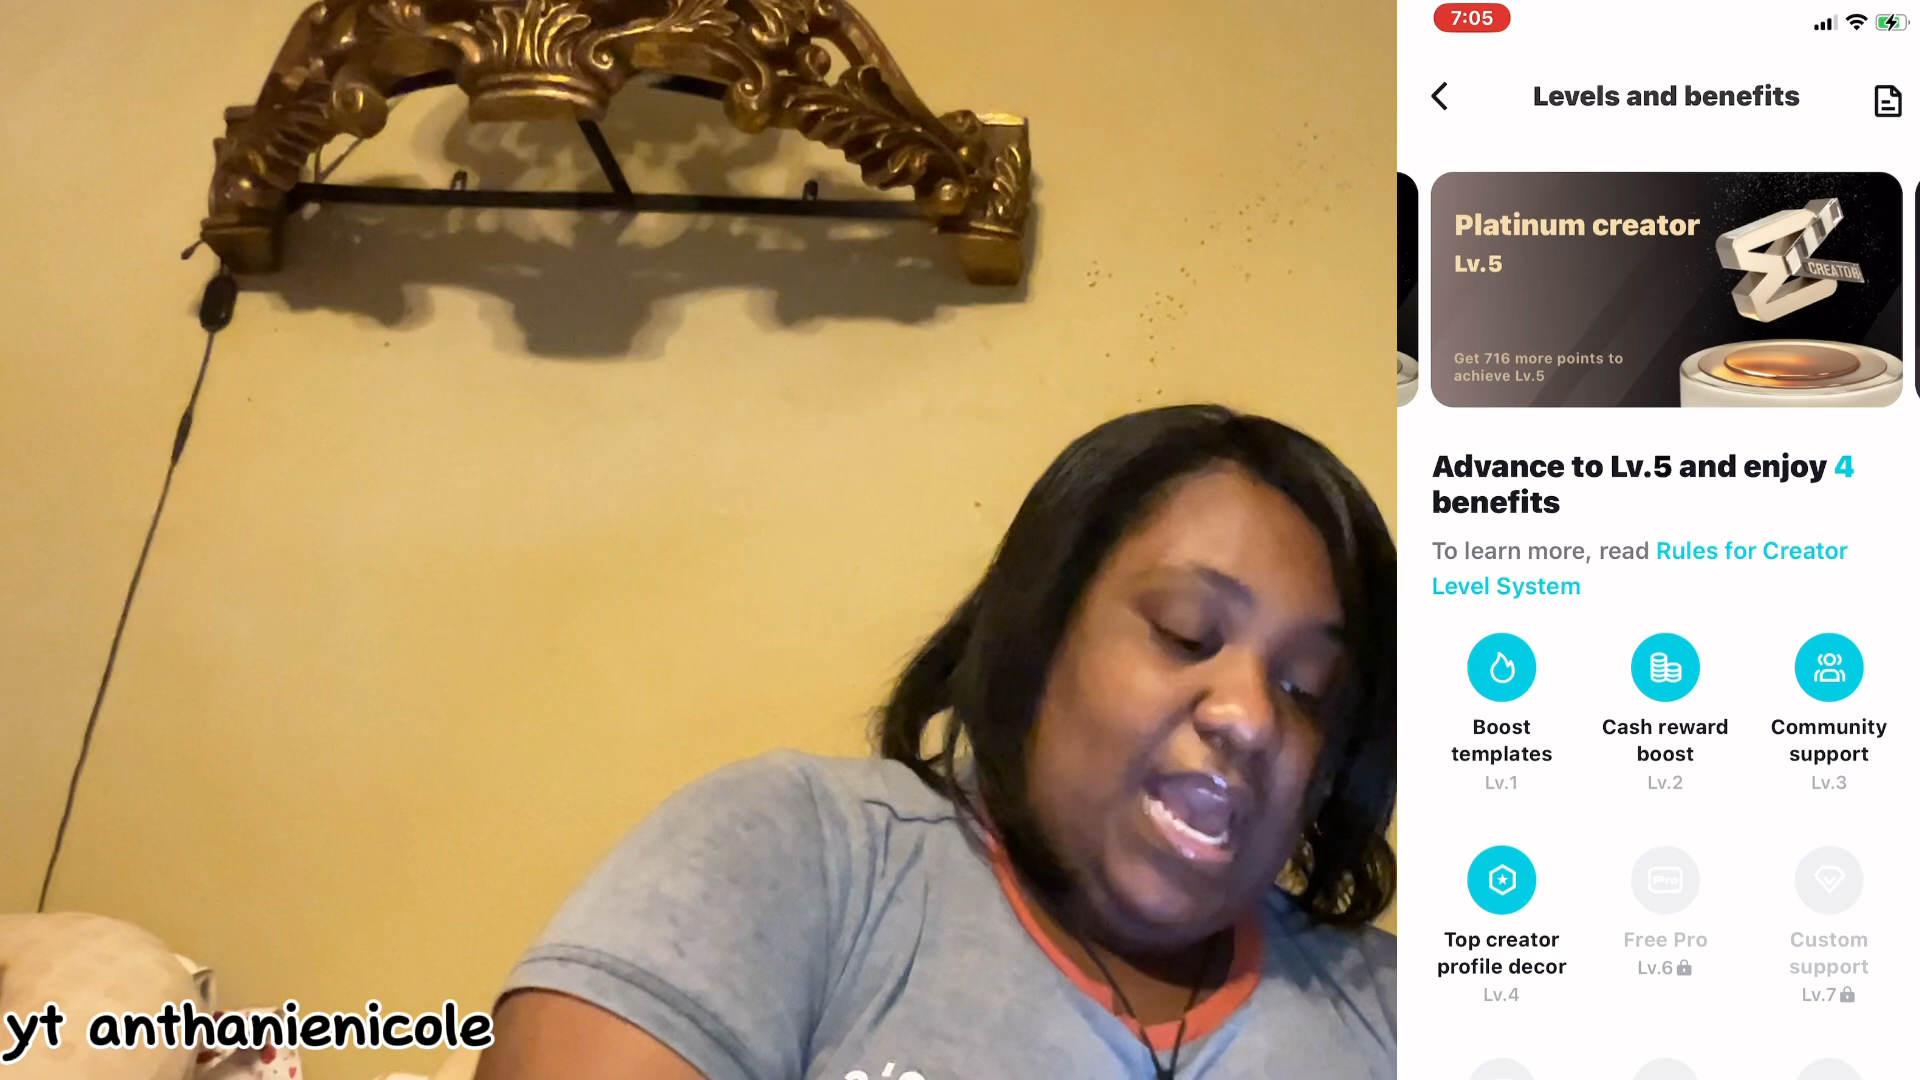 7:05
Levels and benefits
Platinum creator
Lv.5
CREATOR
Get 716 more points to
achieve Lv.5
Advance to Lv.5 and enjoy 4
benefits
To learn more, read Rules for Creator
Level System
Boost
templates
Lv.1
Cash reward
boost
Lv.2
Community
support
Lv.3
Top creator
profile decor
Lv.4
Pro
Free Pro
Lv.6
Custom
support
Lv.7
yt anthanienicole